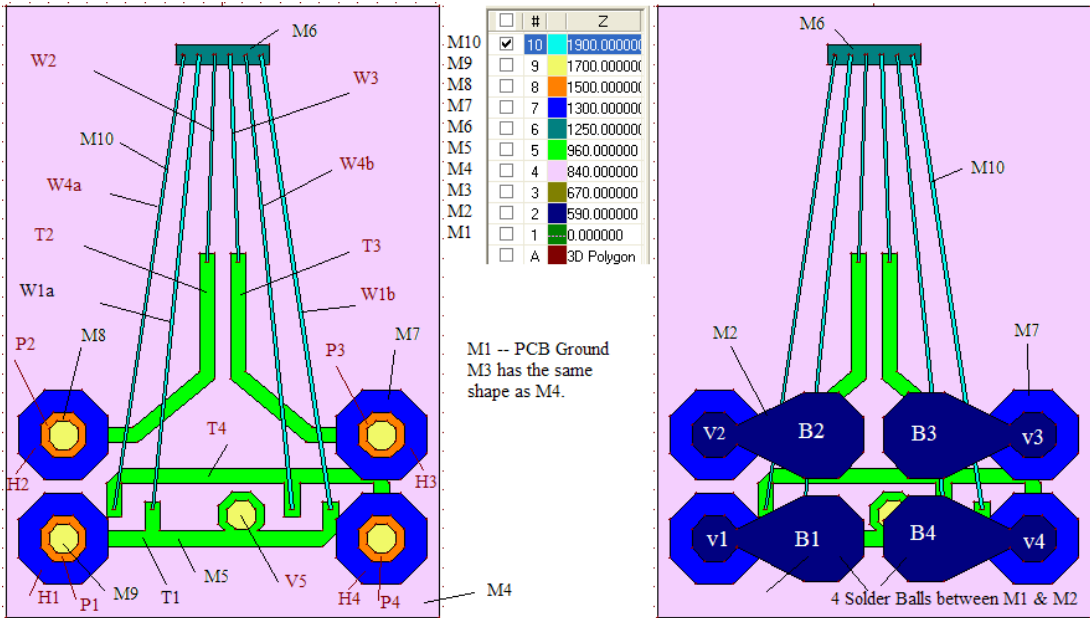 M6
W2
W3
M10
W4a
W4b
T2
T3
W1a
W1b
P2
M8
P3
M7
T4
H2
H3
H1
P1
M9
T1
M5
V5
H4
P4
M4
# Z
M10 10 1900.000000
M9 9 1700.000000
M8 8 1500.000000
M7 7 1300.000000
M6 6 1250.000000
M5 5 960.000000
M4 4 840.000000
M3 3 670.000000
M2 2 590.000000
M1 1 0.000000
A 3D Polygon
M1 -- PCB Ground
M3 has the same
shape as M4.
M6
M10
M2
M7
V2
B2
B3
v3
v1
B1
B4
v4
4 Solder Balls between M1 & M2